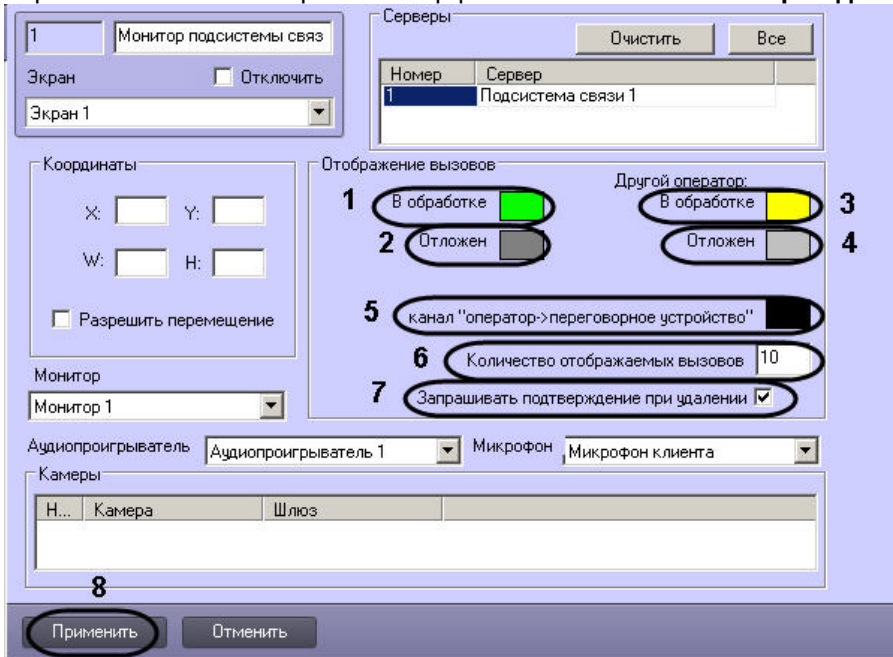 1 Монитор подсистемы связ
Экран Отключить
Экран 1
Серверы
Очистить Все
Номер Сервер
1 Подсистема связи 1
Координаты
X: Y:
W: H:
Разрешить перемещение
Монитор
Монитор 1
Отображение вызовов
Другой оператор:
1 В обработке В обработке 3
2 Отложен Отложен 4
5 канал "оператор->переговорное устройство"
6 Количество отображаемых вызовов 10
7 Запрашивать подтверждение при удалении
Аудиопроигрыватель Аудиопроигрыватель 1 Микрофон Микрофон клиента
Камеры
Н... Камера Шлюз
8
Применить Отменить